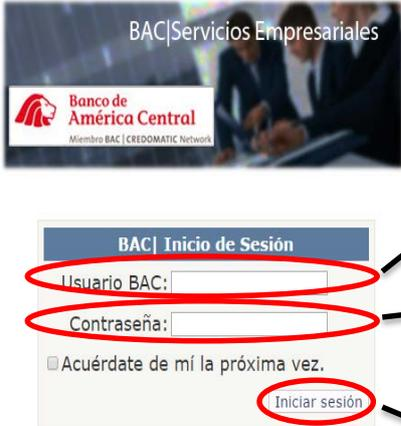 BAC|Servicios Empresariales
Banco de
América Central
Miembro BAC | CREDOMATIC Network
BAC| Inicio de Sesión
Usuario BAC:
Contraseña:
Acuérdate de mí la próxima vez.
Iniciar sesión